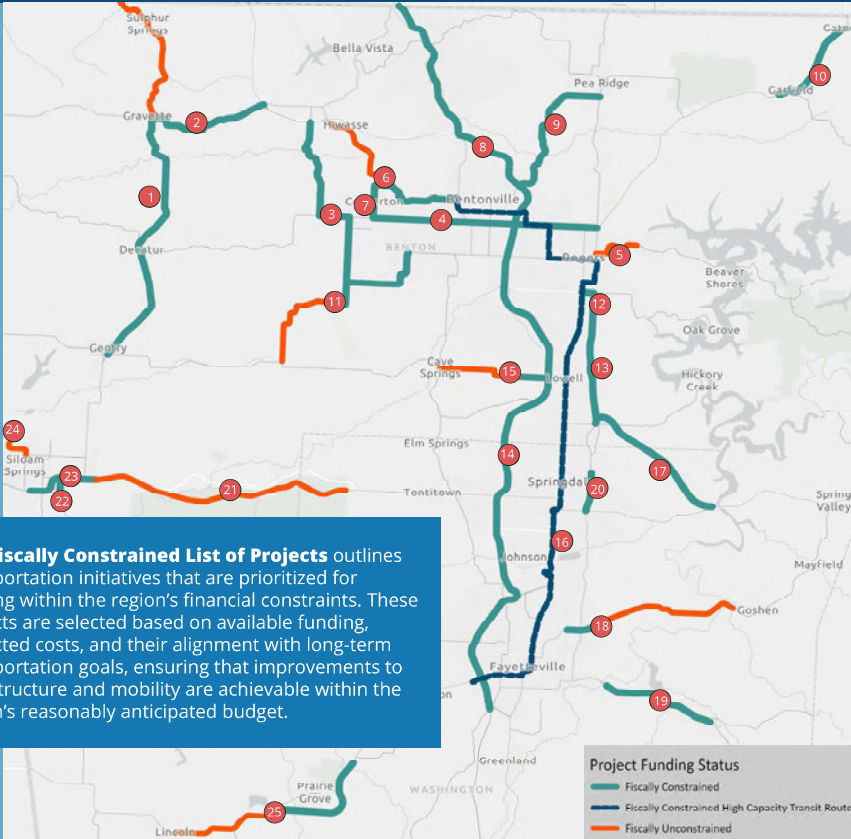 Sulphur
Springs
Bella Vista
Pea Ridge
Garfield
10
Gravette
2
Hiwasse
9
8
6
1
7
3
4
Bentonville
BENTON
Decatur
Rogers
5
Beaver
Shores
11
12
Oak Grove
Gentry
Cave
Springs
15
Lowell
13
Hickory
Creek
24
Siloam
Springs
Elm Springs
14
17
23
22
21
Tontitown
20
Spring
Valley
16
Johnson
Mayfield
iscally Constrained List of Projects outlines
portation initiatives that are prioritized for
ng within the region's financial constraints. These
cts are selected based on available funding,
cted costs, and their alignment with long-term
portation goals, ensuring that improvements to
tructure and mobility are achievable within the
n's reasonably anticipated budget.
18
Goshen
Fayetteville
19
Greenland
WASHINGTON
Prairie
Grove
25
Lincoln
Project Funding Status
Fiscally Constrained
Fiscally Constrained High Capacity Transit Route
Fiscally Unconstrained